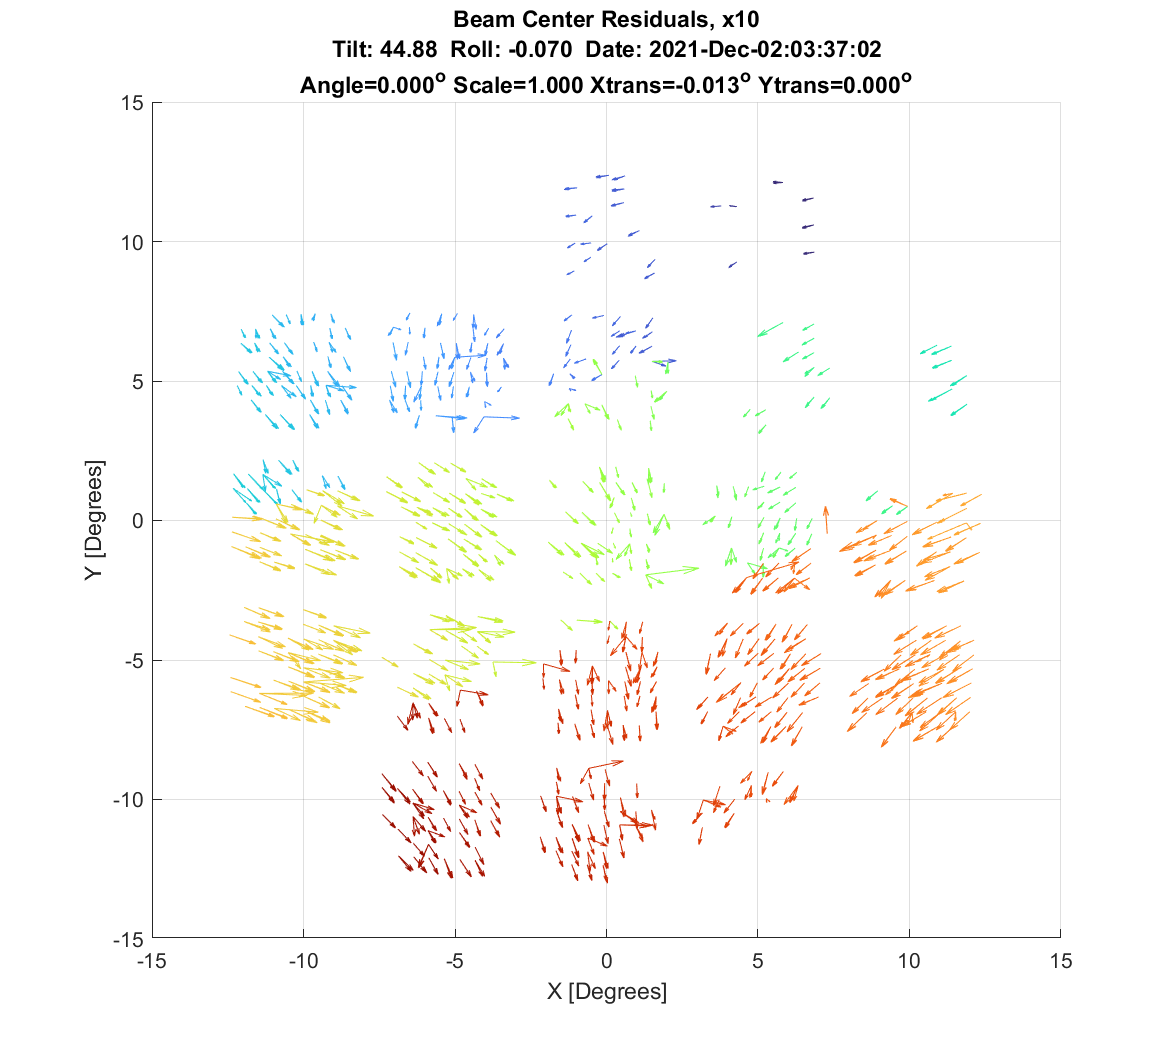 Beam Center Residuals, x10
Tilt: 44.88  Roll: -0.070  Date: 2021-Dec-02:03:37:02
Angle=0.000° Scale=1.000 Xtrans=-0.013° Ytrans=0.000°
15
10
5
0
-5
-10
-15
Y [Degrees]
-15 -10 -5 0 5 10 15
X [Degrees]